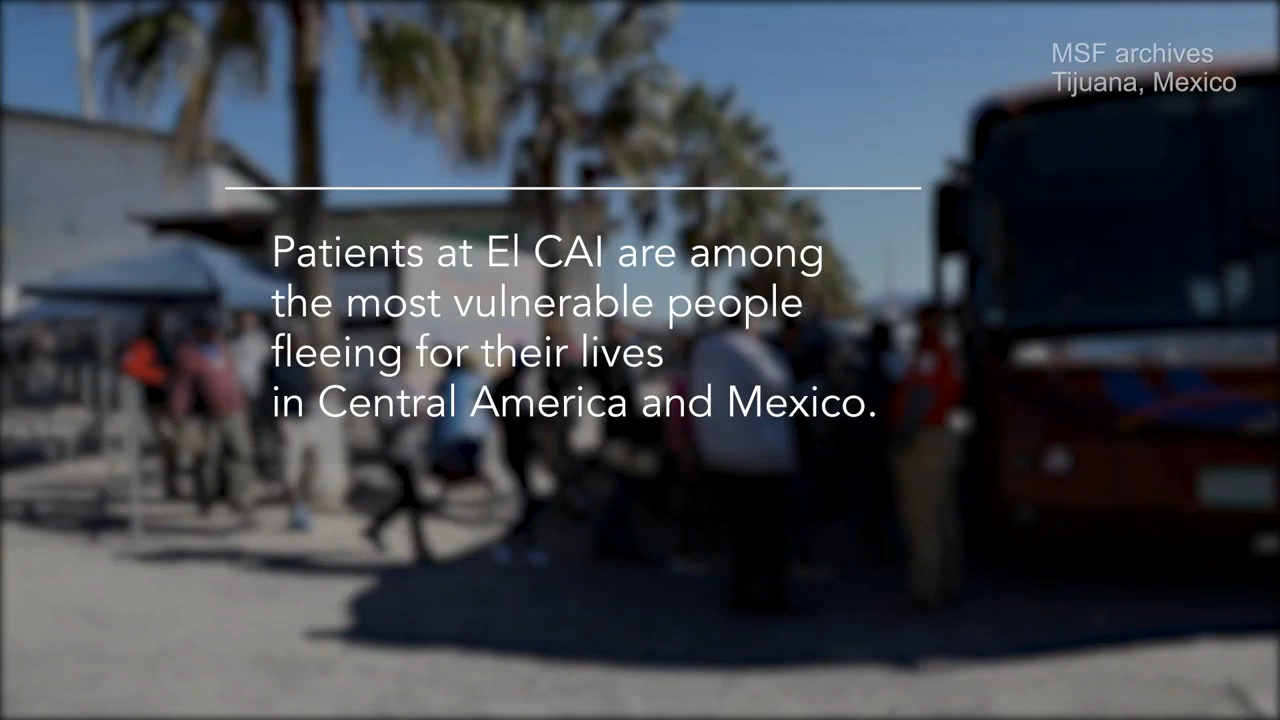 MSF archives
Tijuana, Mexico
Patients at El CAI are among
the most vulnerable people
fleeing for their lives
in Central America and Mexico.